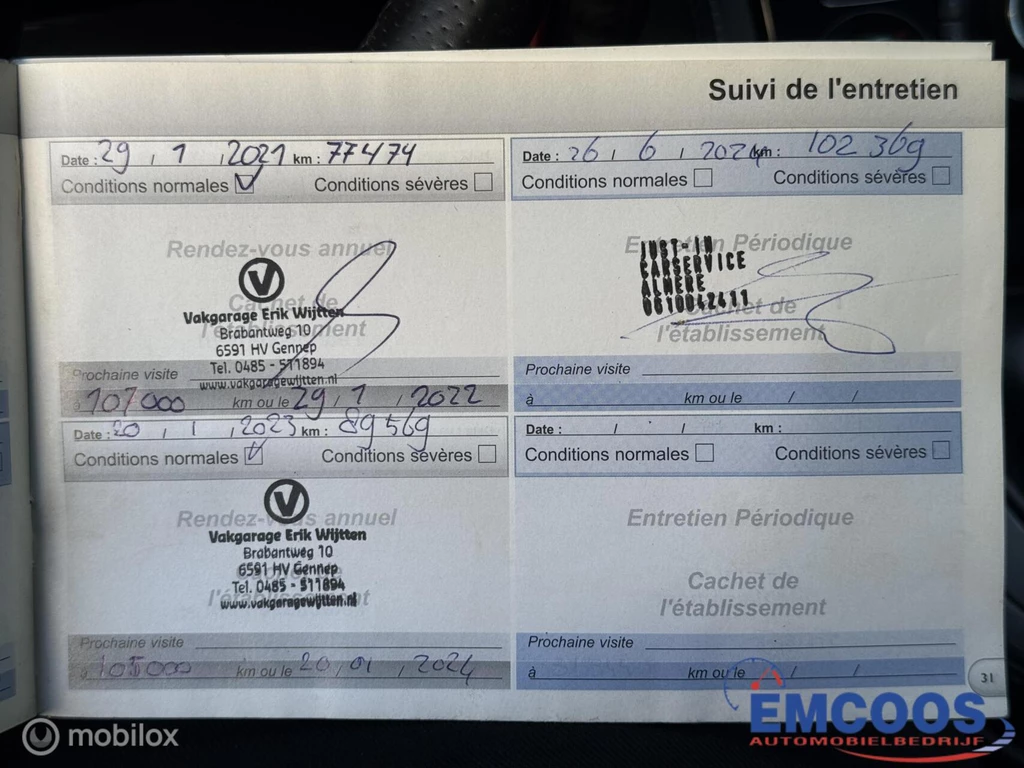 Suivi de l'entretien
Date : 29 / 1 / 2021 km : 77474
Conditions normales Conditions sévères
Rendez-vous annuel
Cachet de
l'établissement
Vakgarage Erik Wijtten
Brabantweg 10
6591 HV Gennep
Tel. 0485 - 511894
www.vakgaragewijtten.nl
Prochaine visite
à 107000 km ou le 29 / 1 / 2022
Date : 20 / 1 / 2023 km : 89569
Conditions normales Conditions sévères
Rendez-vous annuel
Vakgarage Erik Wijtten
Brabantweg 10
6591 HV Gennep
Tel. 0485 - 511894
www.vakgaragewijtten.nl
Prochaine visite
à 105000 km ou le 20 / 01 / 2024
Date : 26 / 6 / 2024 km : 102369
Conditions normales Conditions sévères
Entretien Périodique
Cachet de
l'établissement
JUST-IN
CARSERVICE
ALMERE
0610042411
Prochaine visite
à km ou le / /
Date : / / km :
Conditions normales Conditions sévères
Entretien Périodique
Cachet de
l'établissement
Prochaine visite
à km ou le / /
31
mobilox
EMCOOS
AUTOMOBIELBEDRIJF